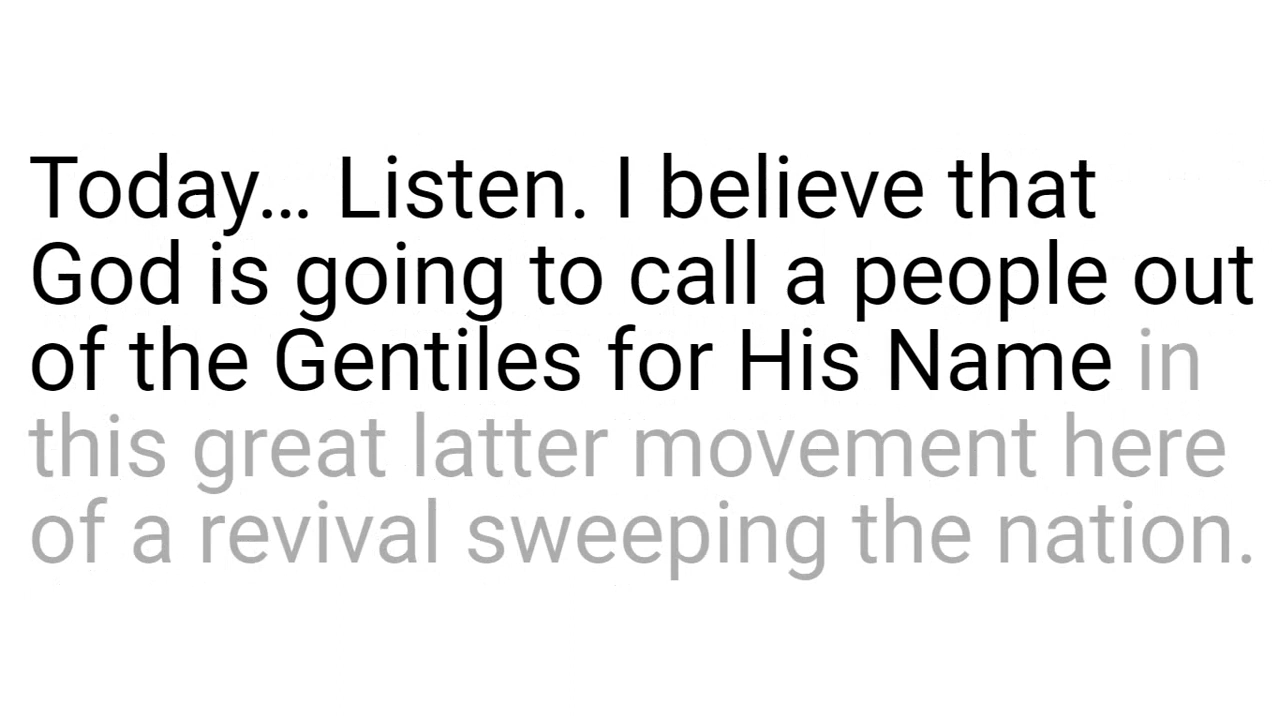 Today… Listen. I believe that
God is going to call a people out
of the Gentiles for His Name in
this great latter movement here
of a revival sweeping the nation.